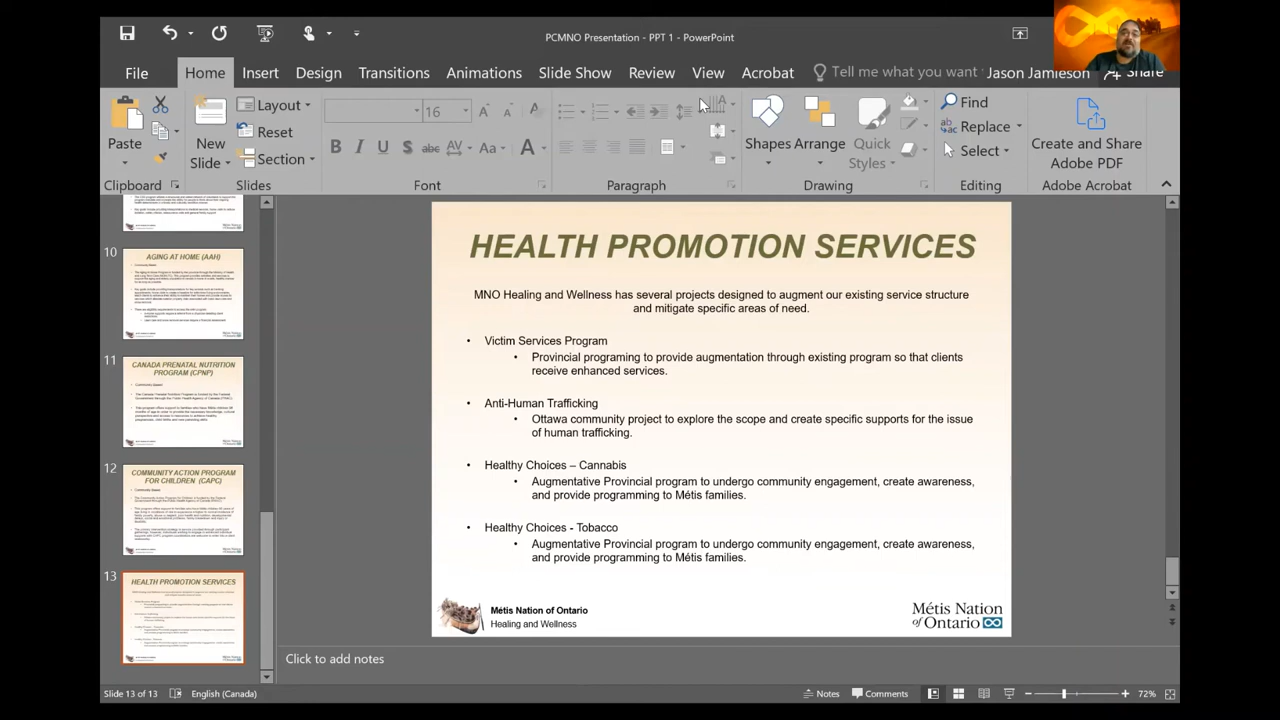 PCMNO Presentation - PPT 1 - PowerPoint
File Home Insert Design Transitions Animations Slide Show Review View Acrobat Tell me what you want Jason Jamieson Share
Paste
Clipboard
New
Slide
Layout
Reset
Section
Slides
16
B I U S abc AV Aa A
Font
Paragraph
Shapes Arrange Quick
Styles
Drawing
Find
Replace
Select
Editing
Create and Share
Adobe PDF
Adobe Acrobat
10
AGING AT HOME (AAH)
11
CANADA PRENATAL NUTRITION
PROGRAM (CPNP)
12
COMMUNITY ACTION PROGRAM
FOR CHILDREN (CAPC)
13
HEALTH PROMOTION SERVICES
HEALTH PROMOTION SERVICES
MNO Healing and Wellness has several projects designed to augment our existing service structure
and mitigate specific areas of need.
• Victim Services Program
• Provincial programing to provide augmentation through existing program so that clients
receive enhanced services.
• Anti-Human Trafficking
• Ottawa community project to explore the scope and create specific supports for the issue
of human trafficking.
• Healthy Choices – Cannabis
• Augmentative Provincial program to undergo community engagement, create awareness,
and provide programming to Métis families.
• Healthy Choices - Tobacco
• Augmentative Provincial program to undergo community engagement, create awareness,
and provide programming to Métis families.
Métis Nation of Ontario
Healing and Wellness
Métis Nation
of Ontario
Click to add notes
Slide 13 of 13 English (Canada) Notes Comments 72%